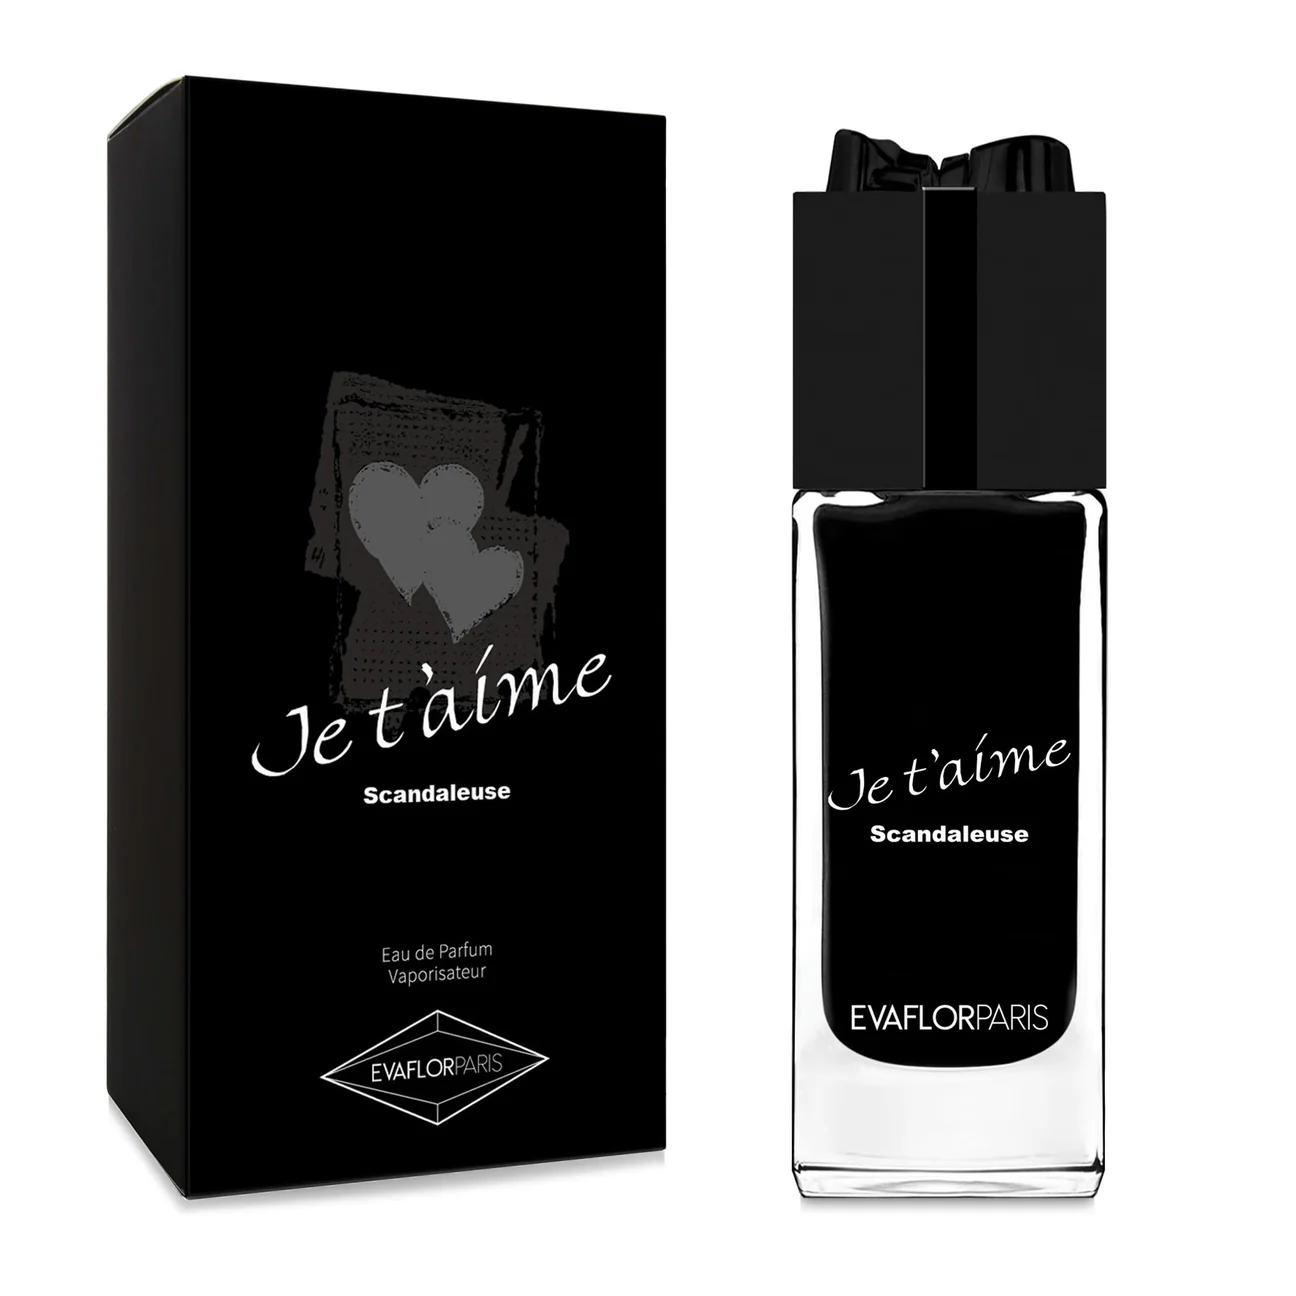 Je t'aime
Scandaleuse
Eau de Parfum
Vaporisateur
EVAFLORPARIS
Je t'aime
Scandaleuse
EVAFLORPARIS